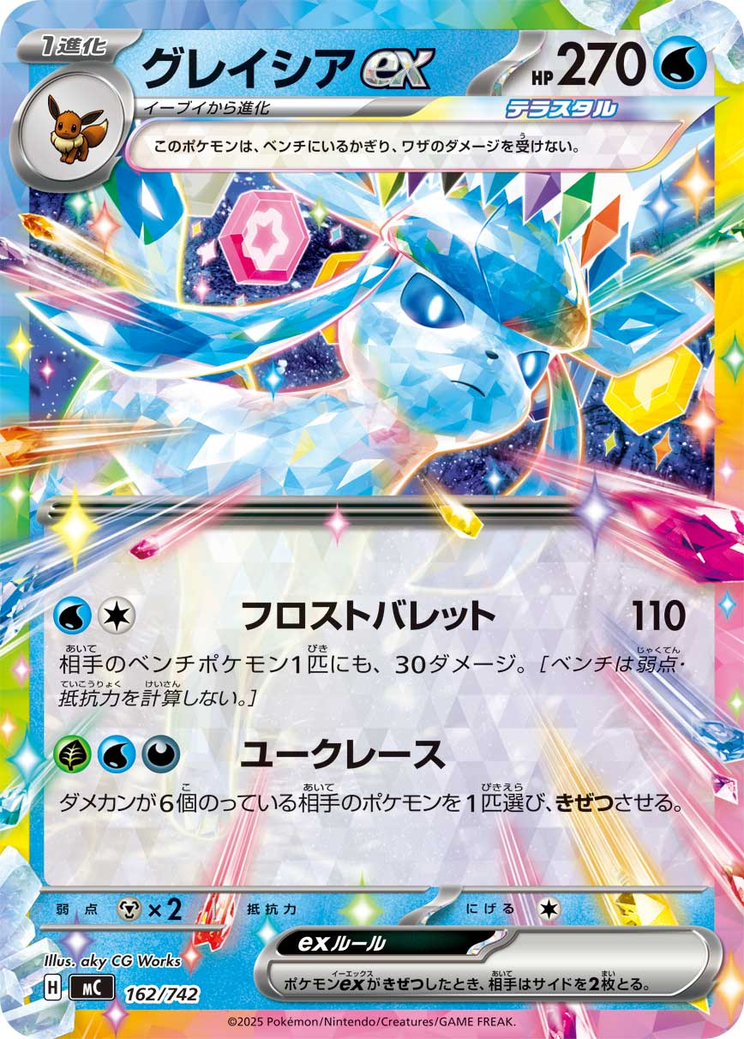 1進化
グレイシアex
HP270
イーブイから進化
テラスタル
このポケモンは、ベンチにいるかぎり、ワザのダメージを受けない。
フロストバレット 110
相手のベンチポケモン1匹にも、30ダメージ。[ベンチは弱点・
抵抗力を計算しない。]
ユークレース
ダメカンが6個のっている相手のポケモンを1匹選び、きぜつさせる。
弱点 ×2 抵抗力 にげる
exルール
ポケモンexがきぜつしたとき、相手はサイドを2枚とる。
Illus. aky CG Works
H MC 162/742
©2025 Pokémon/Nintendo/Creatures/GAME FREAK.